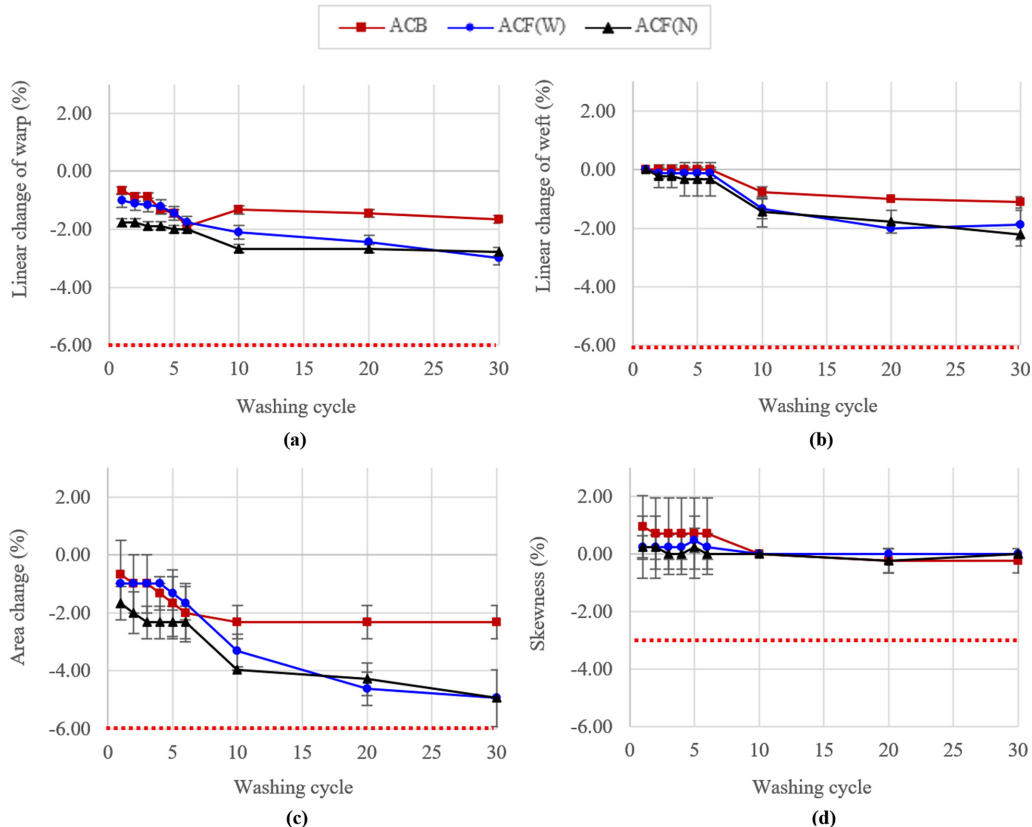 ACB ACF(W) ACF(N)
Linear change of warp (%)
2.00
0.00
-2.00
-4.00
-6.00
0 5 10 15 20 25 30
Washing cycle
(a)
Linear change of weft (%)
2.00
0.00
-2.00
-4.00
-6.00
0 5 10 15 20 25 30
Washing cycle
(b)
Area change (%)
2.00
0.00
-2.00
-4.00
-6.00
0 5 10 15 20 25 30
Washing cycle
(c)
Skewness (%)
2.00
0.00
-2.00
-4.00
-6.00
0 5 10 15 20 25 30
Washing cycle
(d)